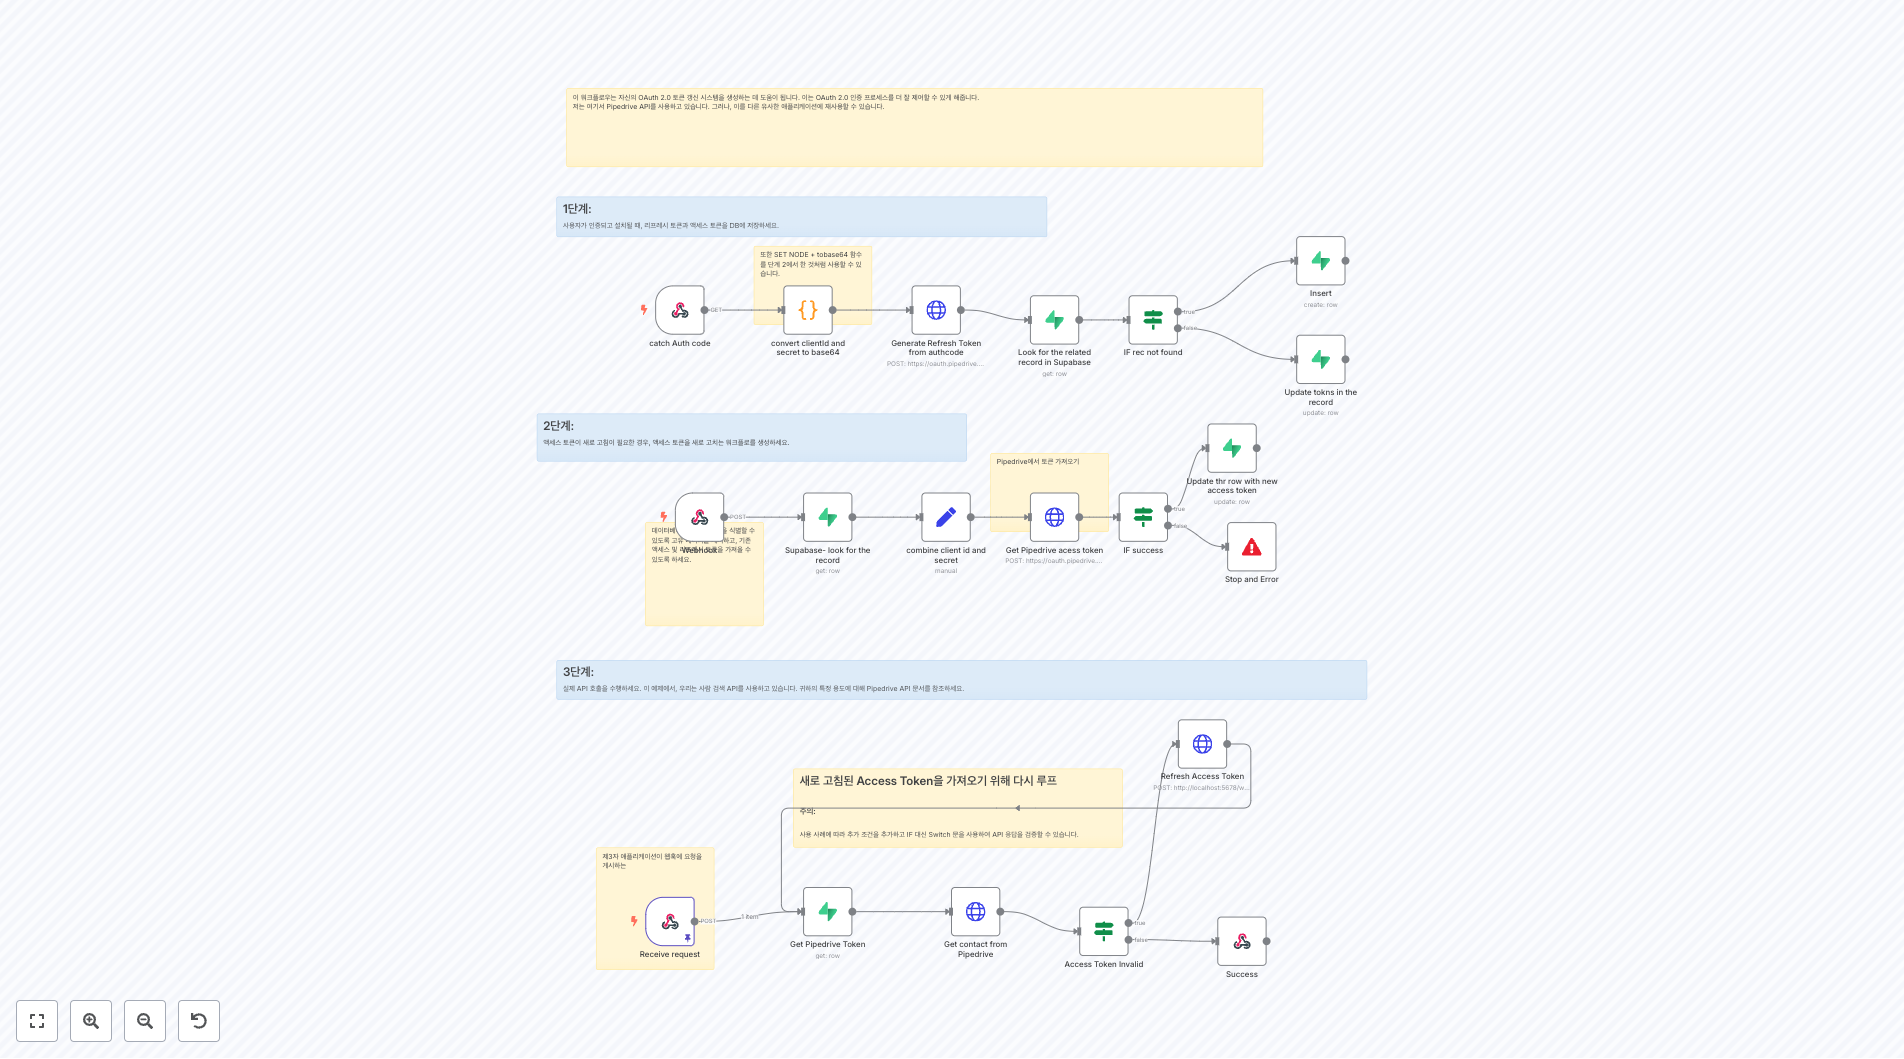 이 워크플로우는 자신의 OAuth 2.0 토큰 갱신 시스템을 생성하는 데 도움이 됩니다. 이는 OAuth 2.0 인증 프로세스를 더 잘 제어할 수 있게 해줍니다.
저는 여기서 Pipedrive API를 사용하고 있습니다. 그러나, 이를 다른 유사한 애플리케이션에 재사용할 수 있습니다.
1단계:
사용자가 인증되고 설치될 때, 리프레시 토큰과 액세스 토큰을 DB에 저장하세요.
또한 SET NODE + tobase64 함수
를 단계 2에서 한 것처럼 사용할 수 있
습니다.
GET
true
false
catch Auth code
convert clientId and
secret to base64
Generate Refresh Token
from authcode
POST: https://oauth.pipedrive....
Look for the related
record in Supabase
get: row
IF rec not found
Insert
create: row
Update tokns in the
record
update: row
2단계:
액세스 토큰이 새로 고침이 필요한 경우, 액세스 토큰을 새로 고치는 워크플로를 생성하세요.
Pipedrive에서 토큰 가져오기
Update thr row with new
access token
update: row
POST
true
false
데이터베 을 식별할 수
있도록 고유 하고, 기존
액세스 및 을 가져올 수
있도록 하세요.
Webhook
Supabase- look for the
record
get: row
combine client id and
secret
manual
Get Pipedrive acess token
POST: https://oauth.pipedrive....
IF success
Stop and Error
3단계:
실제 API 호출을 수행하세요. 이 예제에서, 우리는 사람 검색 API를 사용하고 있습니다. 귀하의 특정 용도에 대해 Pipedrive API 문서를 참조하세요.
Refresh Access Token
POST: http://localhost:5678/w...
새로 고침된 Access Token을 가져오기 위해 다시 루프
주의:
사용 사례에 따라 추가 조건을 추가하고 IF 대신 Switch 문을 사용하여 API 응답을 검증할 수 있습니다.
제3자 애플리케이션이 웹훅에 요청을
게시하는
POST
1 item
true
false
Receive request
Get Pipedrive Token
get: row
Get contact from
Pipedrive
Access Token Invalid
Success